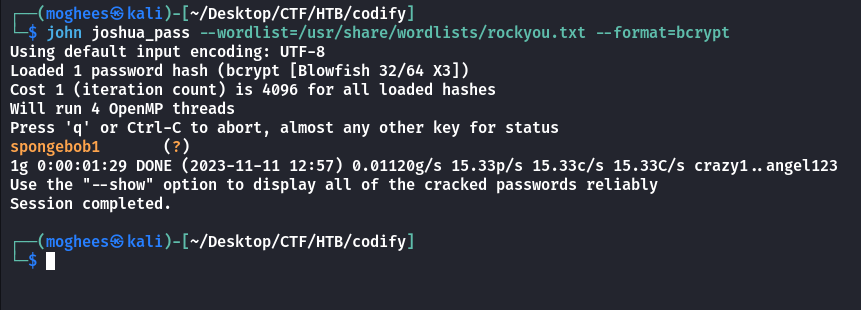 ┌──(moghees㉿kali)-[~/Desktop/CTF/HTB/codify]
└─$ john joshua_pass --wordlist=/usr/share/wordlists/rockyou.txt --format=bcrypt
Using default input encoding: UTF-8
Loaded 1 password hash (bcrypt [Blowfish 32/64 X3])
Cost 1 (iteration count) is 4096 for all loaded hashes
Will run 4 OpenMP threads
Press 'q' or Ctrl-C to abort, almost any other key for status
spongebob1       (?)
1g 0:00:01:29 DONE (2023-11-11 12:57) 0.01120g/s 15.33p/s 15.33c/s 15.33C/s crazy1..angel123
Use the "--show" option to display all of the cracked passwords reliably
Session completed.
┌──(moghees㉿kali)-[~/Desktop/CTF/HTB/codify]
└─$